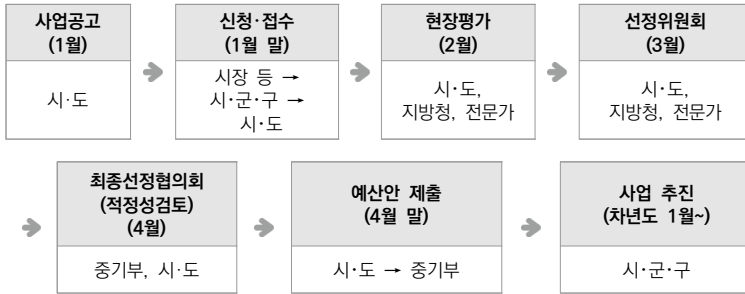 사업공고
(1월)
시·도
신청·접수
(1월 말)
시장 등 →
시·군·구 →
시·도
현장평가
(2월)
시·도,
지방청, 전문가
선정위원회
(3월)
시·도,
지방청, 전문가
최종선정협의회
(적정성검토)
(4월)
중기부, 시·도
예산안 제출
(4월 말)
시·도 → 중기부
사업 추진
(차년도 1월~)
시·군·구